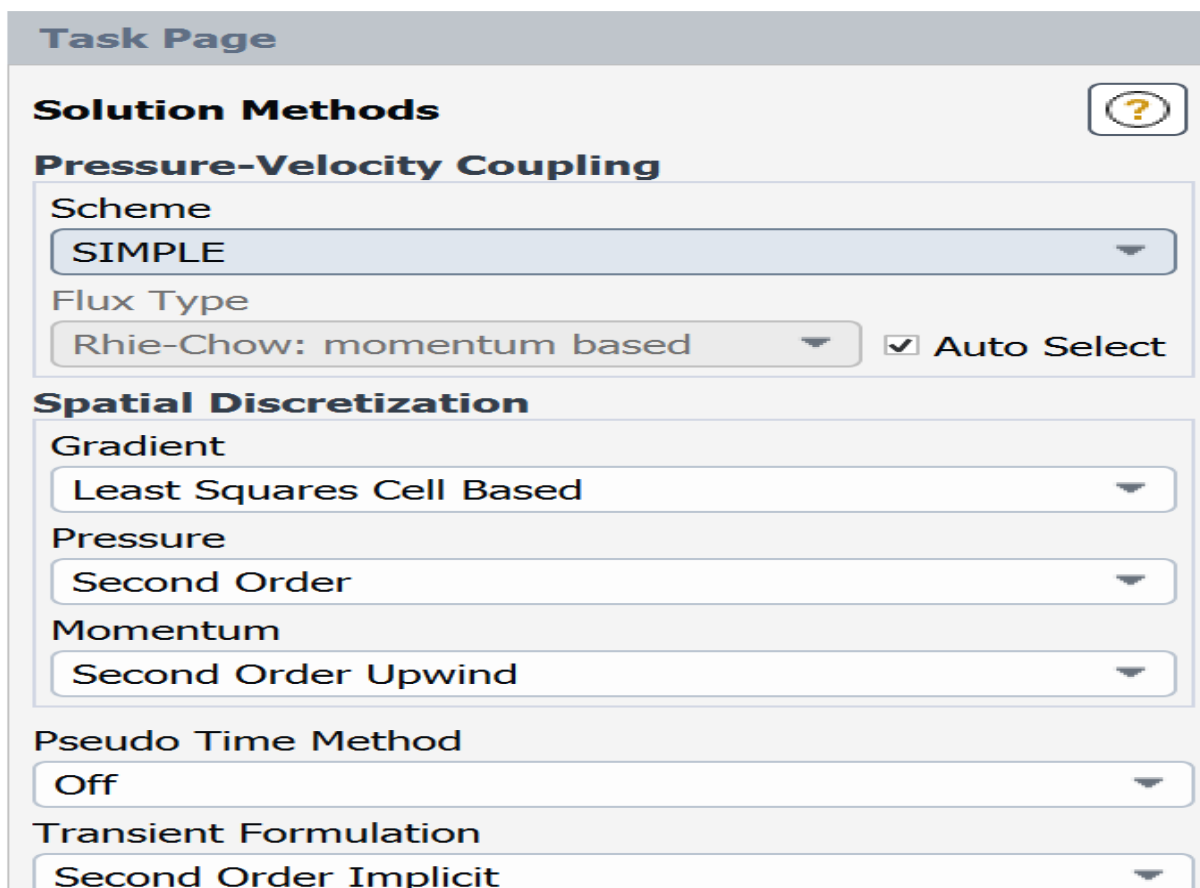 Task Page
Solution Methods
?
Pressure-Velocity Coupling
Scheme
SIMPLE
Flux Type
Rhie-Chow: momentum based
Auto Select
Spatial Discretization
Gradient
Least Squares Cell Based
Pressure
Second Order
Momentum
Second Order Upwind
Pseudo Time Method
Off
Transient Formulation
Second Order Implicit